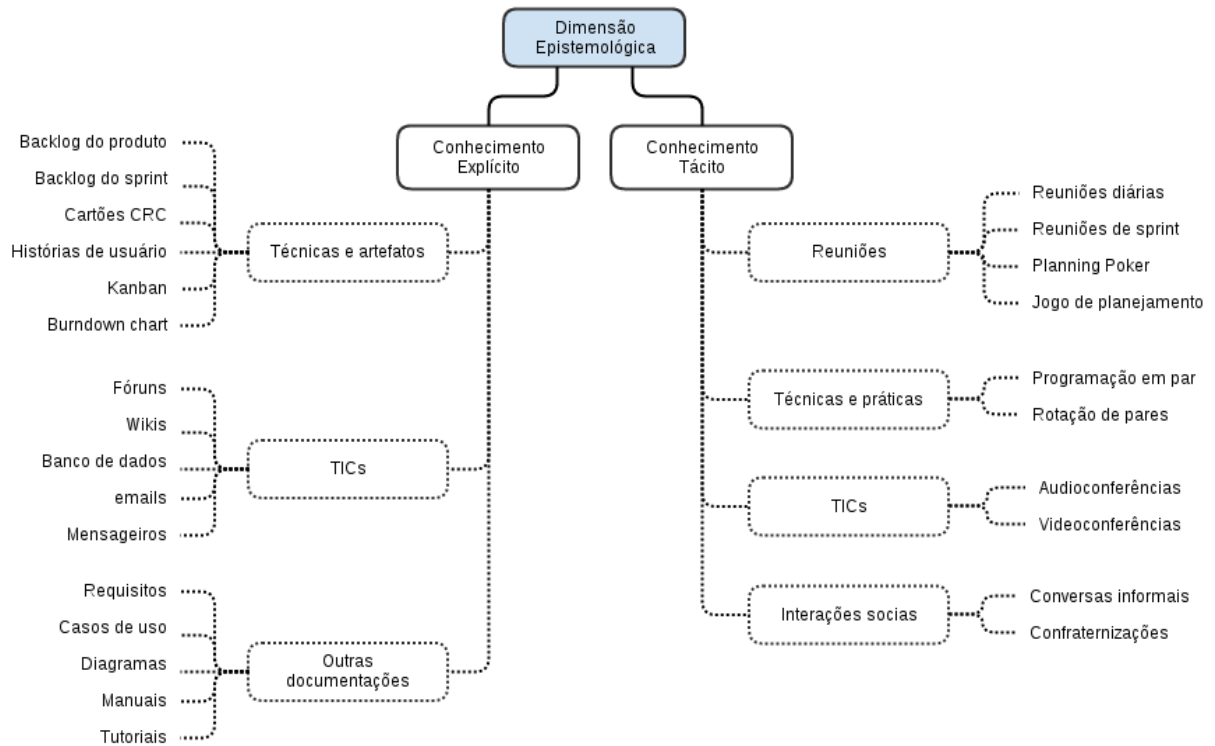 Dimensão
Epistemológica
Conhecimento
Explícito
Conhecimento
Tácito
Backlog do produto
Backlog do sprint
Cartões CRC
Histórias de usuário
Kanban
Burndown chart
Técnicas e artefatos
Fóruns
Wikis
Banco de dados
emails
Mensageiros
TICs
Requisitos
Casos de uso
Diagramas
Manuais
Tutoriais
Outras
documentações
Reuniões
Reuniões diárias
Reuniões de sprint
Planning Poker
Jogo de planejamento
Técnicas e práticas
Programação em par
Rotação de pares
TICs
Audioconferências
Videoconferências
Interações socias
Conversas informais
Confraternizações